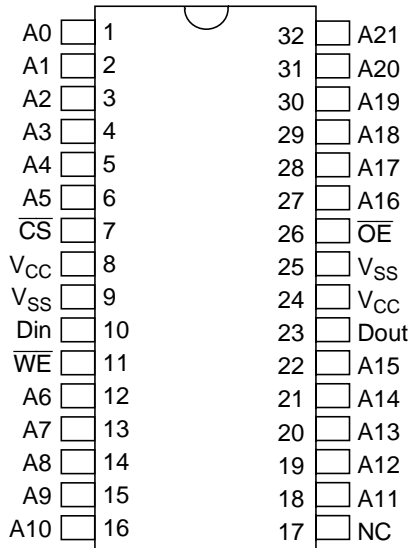 A0 1 32 A21
A1 2 31 A20
A2 3 30 A19
A3 4 29 A18
A4 5 28 A17
A5 6 27 A16
C̅S̅ 7 26 O̅E̅
VCC 8 25 VSS
VSS 9 24 VCC
Din 10 23 Dout
W̅E̅ 11 22 A15
A6 12 21 A14
A7 13 20 A13
A8 14 19 A12
A9 15 18 A11
A10 16 17 NC